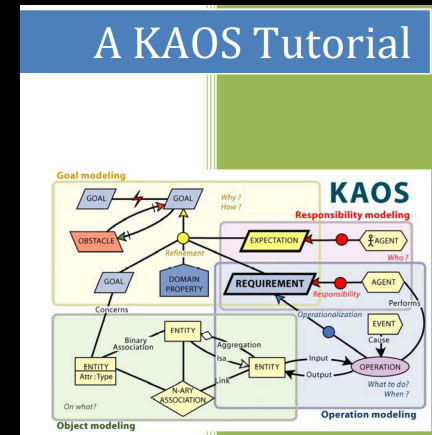 A KAOS Tutorial
Goal modeling
KAOS
GOAL
GOAL
Why ?
How ?
Responsibility modeling
OBSTACLE
EXPECTATION
AGENT
Refinement
Who ?
GOAL
DOMAIN
PROPERTY
REQUIREMENT
AGENT
Responsibility
Performs
Concerns
Operationalization
EVENT
Cause
ENTITY
Binary
Association
Aggregation
Isa
ENTITY
Attr :Type
ENTITY
Input
Output
OPERATION
Link
N-ARY
ASSOCIATION
What to do?
When ?
On what?
Object modeling
Operation modeling